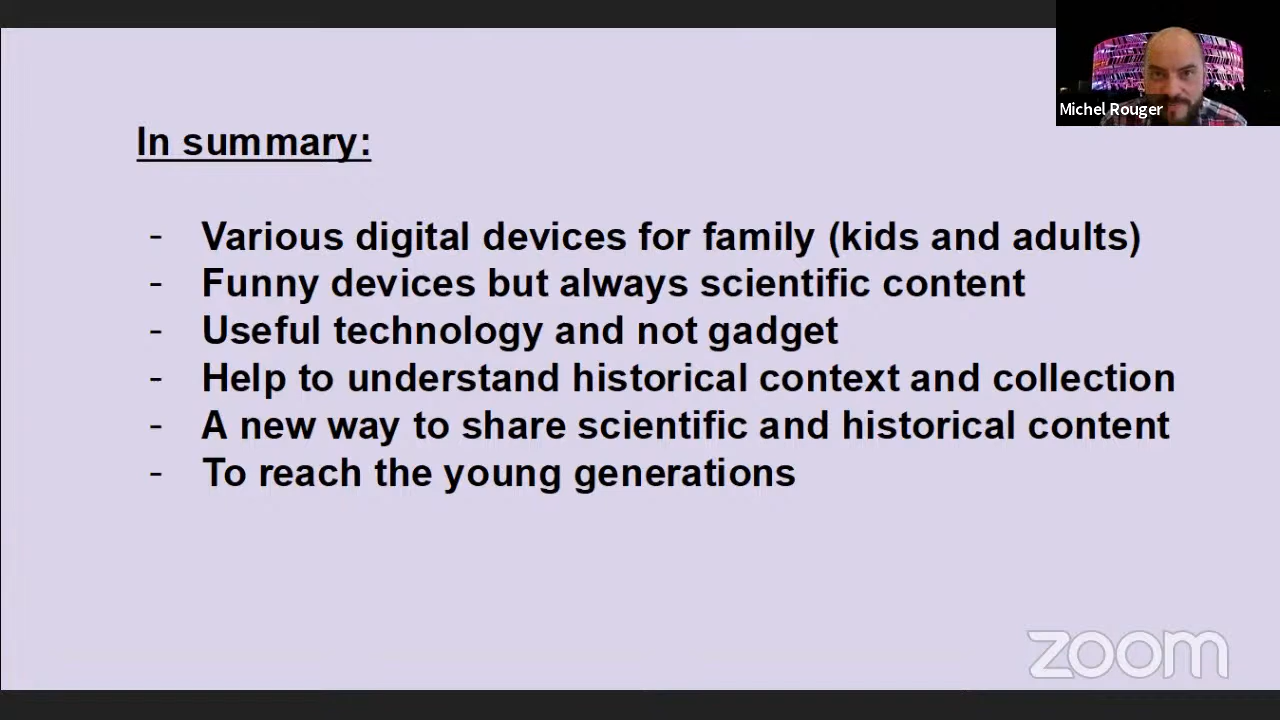 Michel Rouger
In summary:
- Various digital devices for family (kids and adults)
- Funny devices but always scientific content
- Useful technology and not gadget
- Help to understand historical context and collection
- A new way to share scientific and historical content
- To reach the young generations
zoom